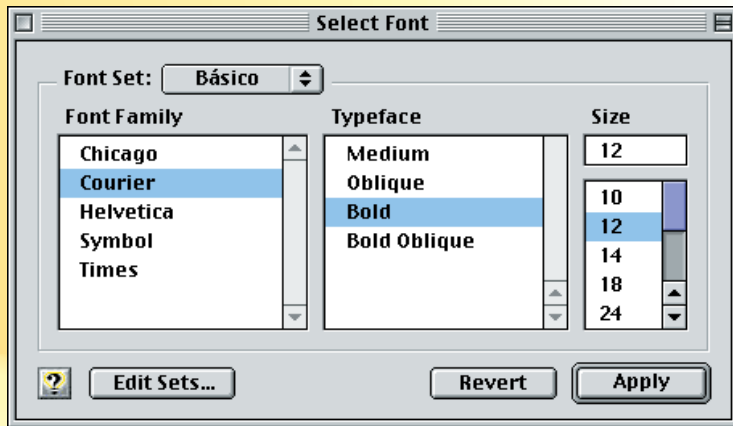 Select Font
Font Set: Básico
Font Family
Chicago
Courier
Helvetica
Symbol
Times
Typeface
Medium
Oblique
Bold
Bold Oblique
Size
12
10
12
14
18
24
?
Edit Sets...
Revert
Apply